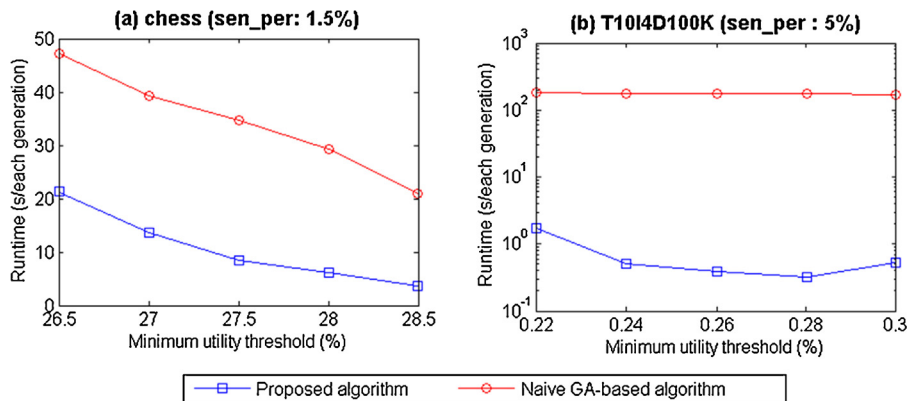 (a) chess (sen_per: 1.5%)
50
40
30
20
10
0
26.5 27 27.5 28 28.5
Runtime (s/each generation)
Minimum utility threshold (%)
(b) T10I4D100K (sen_per : 5%)
10^3
10^2
10^1
10^0
10^-1
0.22 0.24 0.26 0.28 0.3
Runtime (s/each generation)
Minimum utility threshold (%)
Proposed algorithm
Naive GA-based algorithm